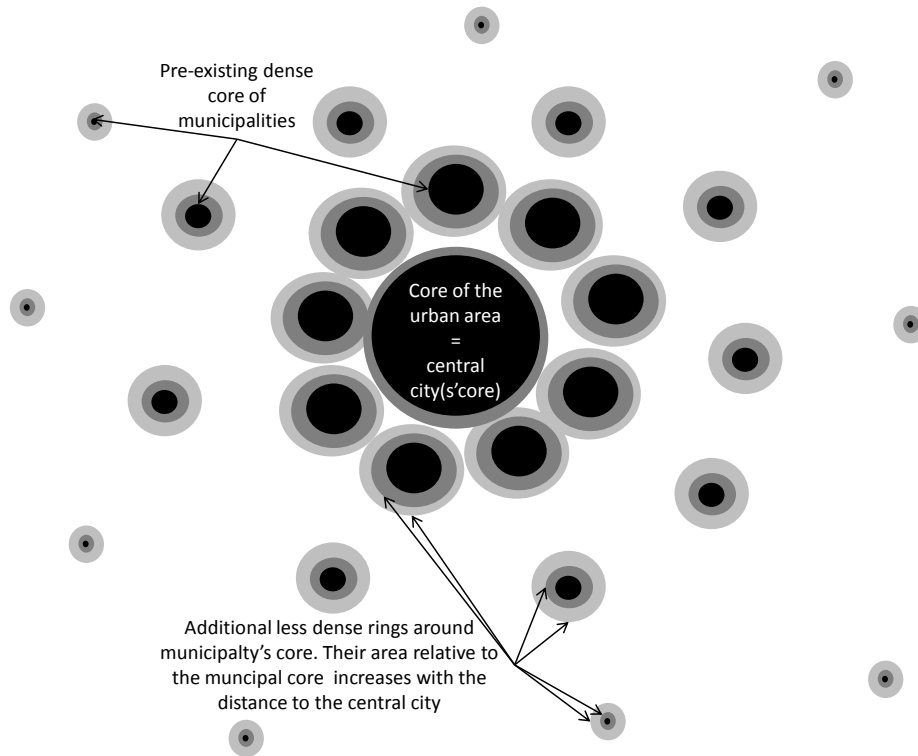 Pre-existing dense
core of
municipalities
Core of the
urban area
=
central
city(s'core)
Additional less dense rings around
municipalty's core. Their area relative to
the muncipal core increases with the
distance to the central city